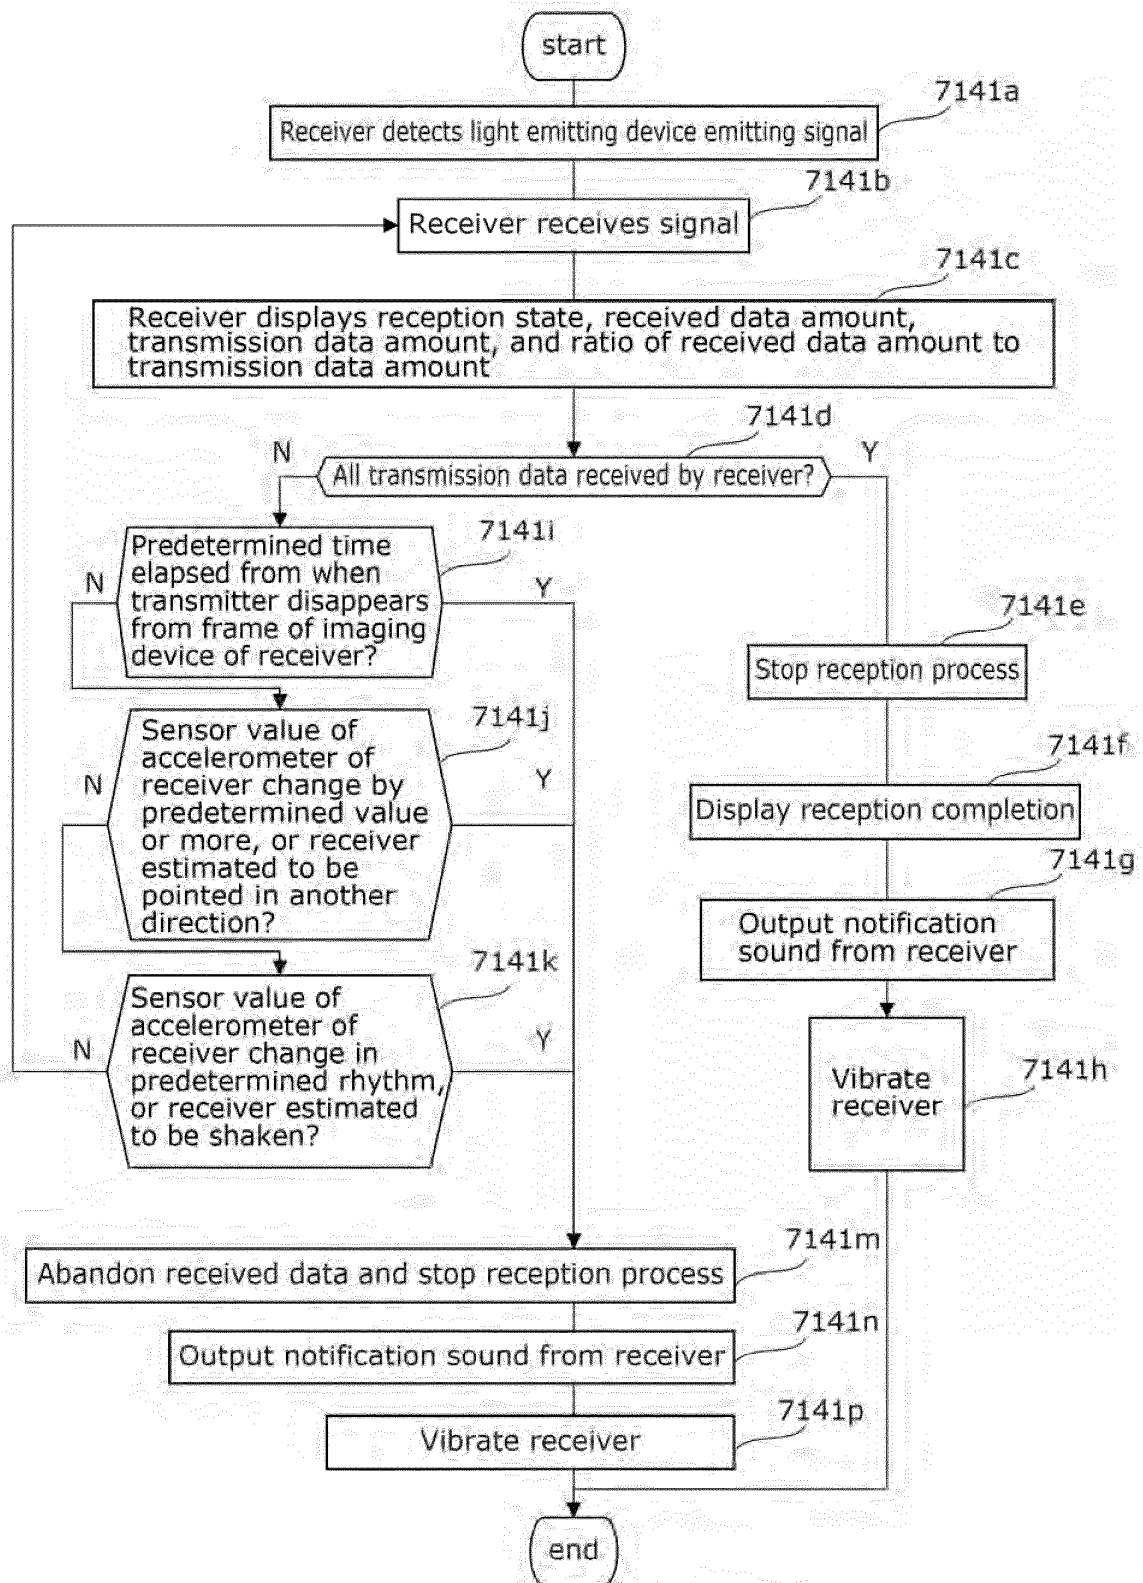 start
7141a
Receiver detects light emitting device emitting signal
7141b
Receiver receives signal
7141c
Receiver displays reception state, received data amount,
transmission data amount, and ratio of received data amount to
transmission data amount
7141d
N
Y
All transmission data received by receiver?
7141i
Predetermined time
elapsed from when
transmitter disappears
from frame of imaging
device of receiver?
N
Y
7141e
Stop reception process
7141j
Sensor value of
accelerometer of
receiver change by
predetermined value
or more, or receiver
estimated to be
pointed in another
direction?
N
Y
7141f
Display reception completion
7141g
Output notification
sound from receiver
7141k
Sensor value of
accelerometer of
receiver change in
predetermined rhythm,
or receiver estimated
to be shaken?
N
Y
Vibrate
receiver
7141h
7141m
Abandon received data and stop reception process
7141n
Output notification sound from receiver
7141p
Vibrate receiver
end